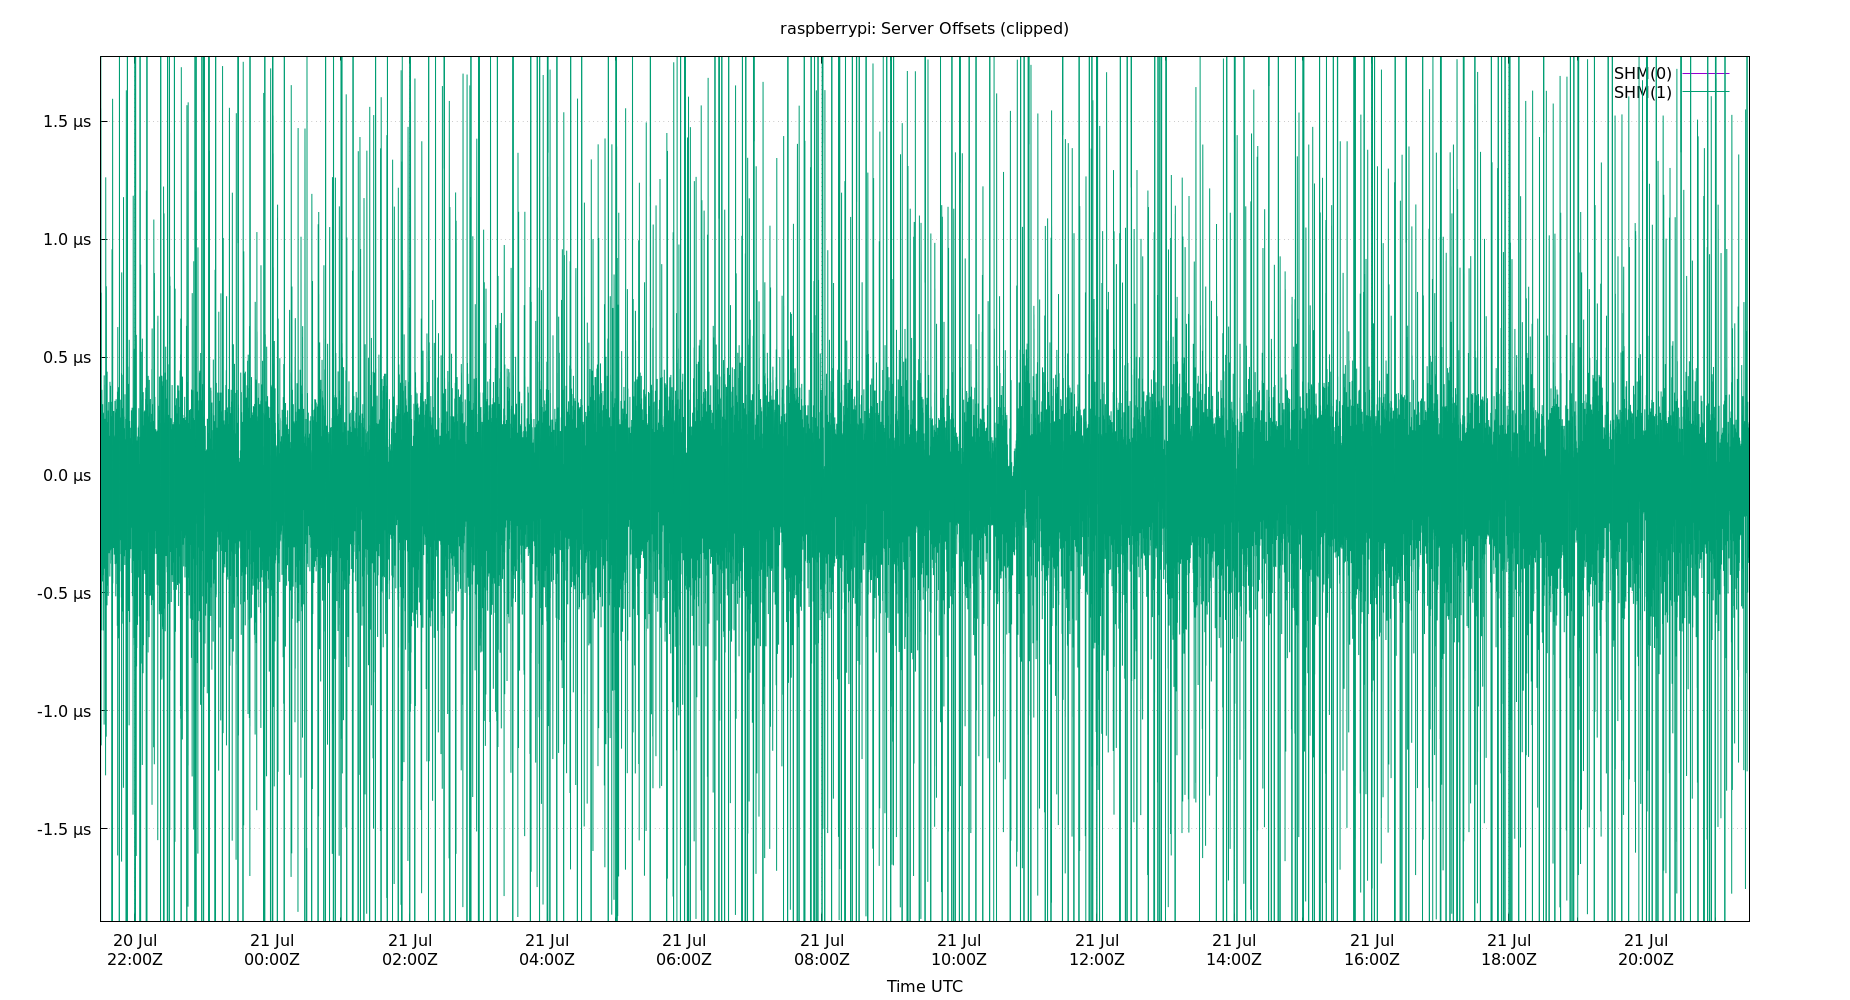 raspberrypi: Server Offsets (clipped)
SHM(0)
SHM(1)
1.5 µs
1.0 µs
0.5 µs
0.0 µs
-0.5 µs
-1.0 µs
-1.5 µs
20 Jul 21 Jul 21 Jul 21 Jul 21 Jul 21 Jul 21 Jul 21 Jul 21 Jul 21 Jul 21 Jul 21 Jul
22:00Z 00:00Z 02:00Z 04:00Z 06:00Z 08:00Z 10:00Z 12:00Z 14:00Z 16:00Z 18:00Z 20:00Z
Time UTC